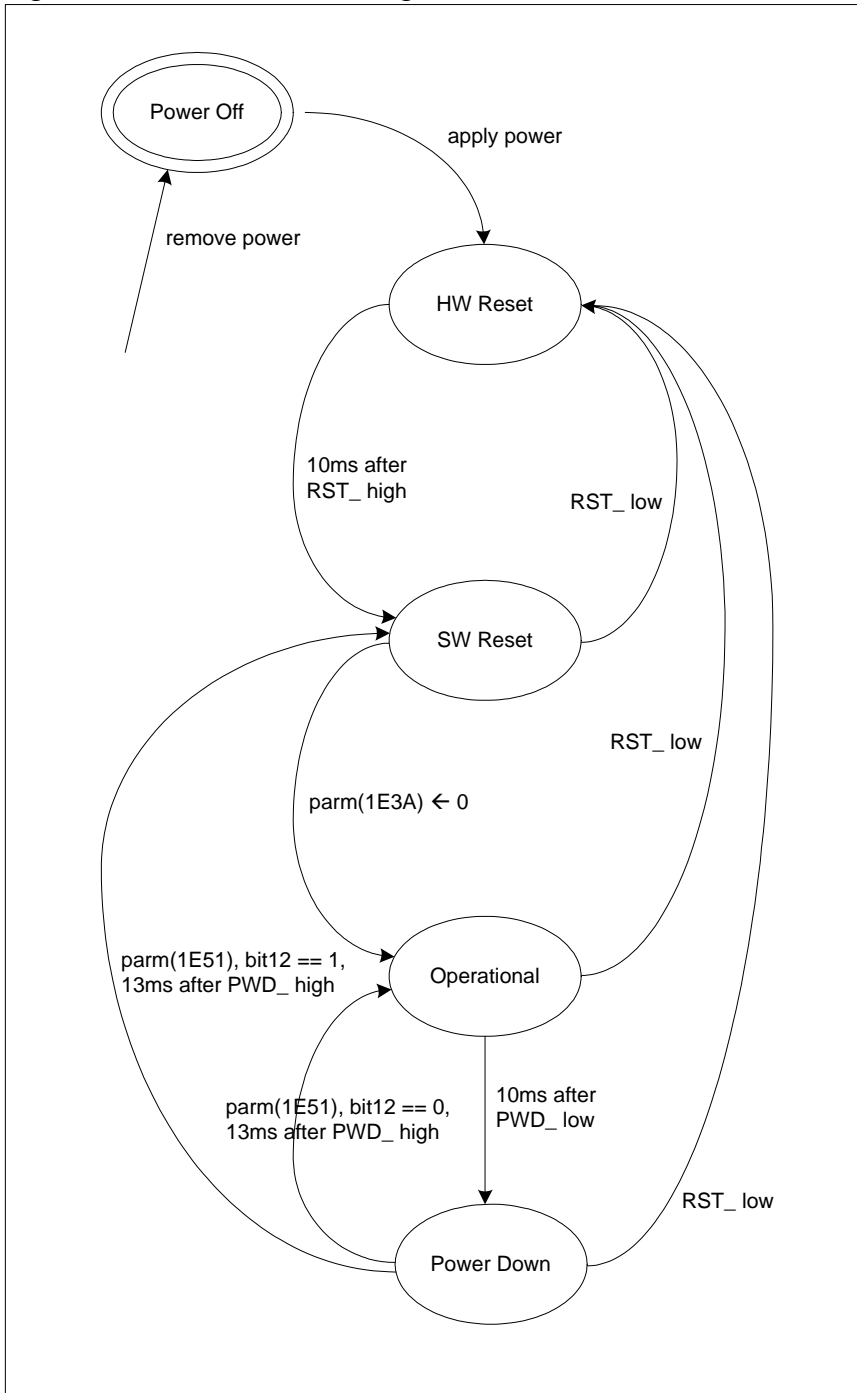 Power Off
apply power
remove power
HW Reset
10ms after
RST_ high
RST_ low
SW Reset
RST_ low
parm(1E3A) ← 0
parm(1E51), bit12 == 1,
13ms after PWD_ high
Operational
parm(1E51), bit12 == 0,
13ms after PWD_ high
10ms after
PWD_ low
RST_ low
Power Down